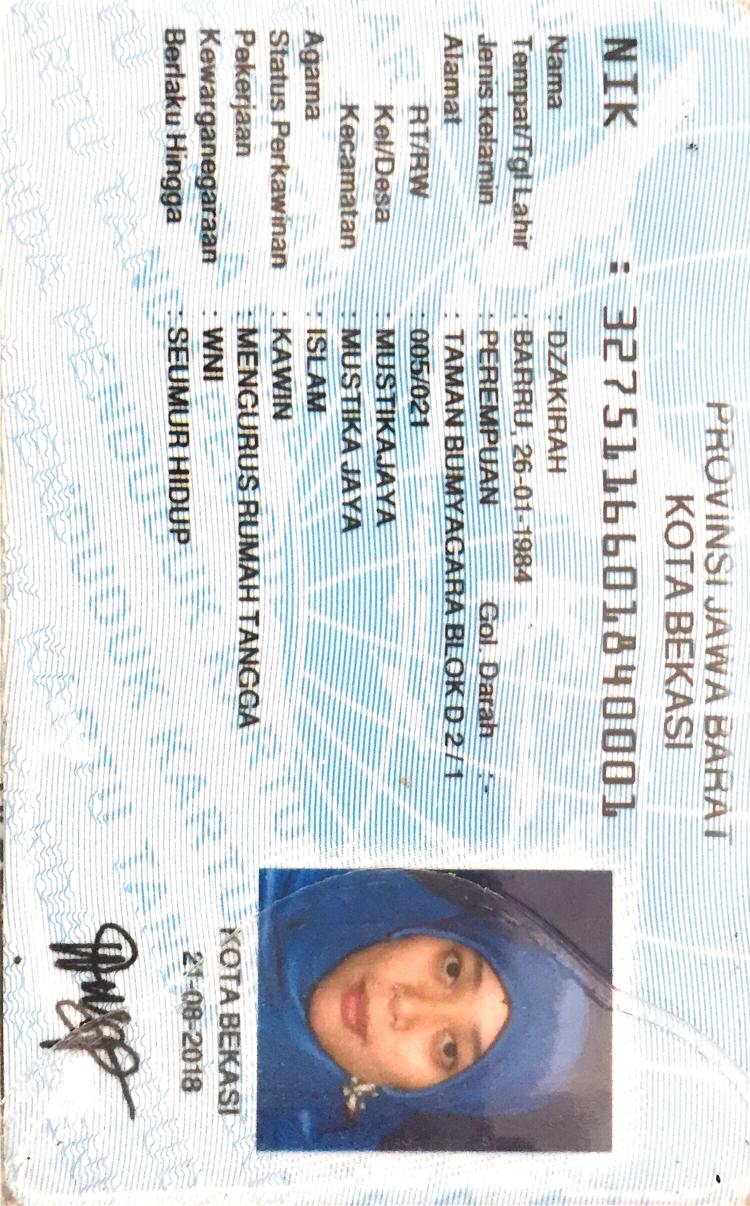 PROVINSI JAWA BARAT
KOTA BEKASI
NIK : 3275116601840001
Nama : DZAKIRAH
Tempat/Tgl Lahir : BARRU, 26-01-1984
Jenis kelamin : PEREMPUAN Gol. Darah : -
Alamat : TAMAN BUMYAGARA BLOK D 2 / 1
RT/RW : 005/021
Kel/Desa : MUSTIKAJAYA
Kecamatan : MUSTIKA JAYA
Agama : ISLAM
Status Perkawinan : KAWIN
Pekerjaan : MENGURUS RUMAH TANGGA
Kewarganegaraan : WNI
Berlaku Hingga : SEUMUR HIDUP
KOTA BEKASI
21-08-2018